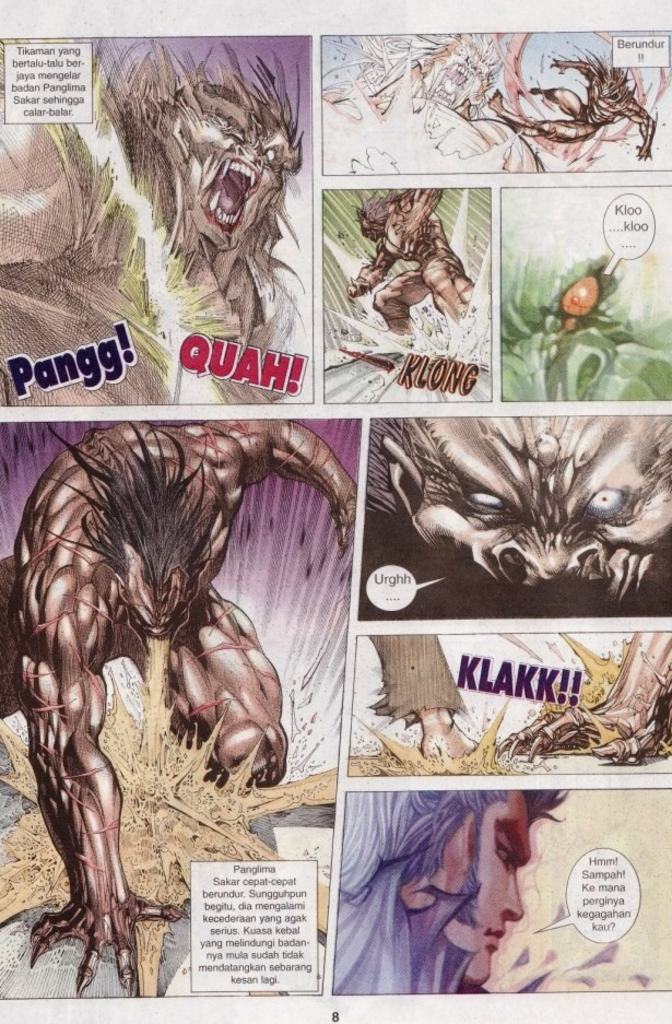 Tikaman yang
bertalu-talu ber-
jaya mengelar
badan Panglima
Sakar sehingga
calar-balar.
Pangg!
QUAH!
Berundur
!!
KLONG
Kloo
....kloo
....
Urghh
....
KLAKK!!
Panglima
Sakar cepat-cepat
berundur. Sungguhpun
begitu, dia mengalami
kecederaan yang agak
serius. Kuasa kebal
yang melindungi badan-
nya mula sudah tidak
mendatangkan sebarang
kesan lagi.
Hmm!
Sampah!
Ke mana
perginya
kegagahan
kau?
8